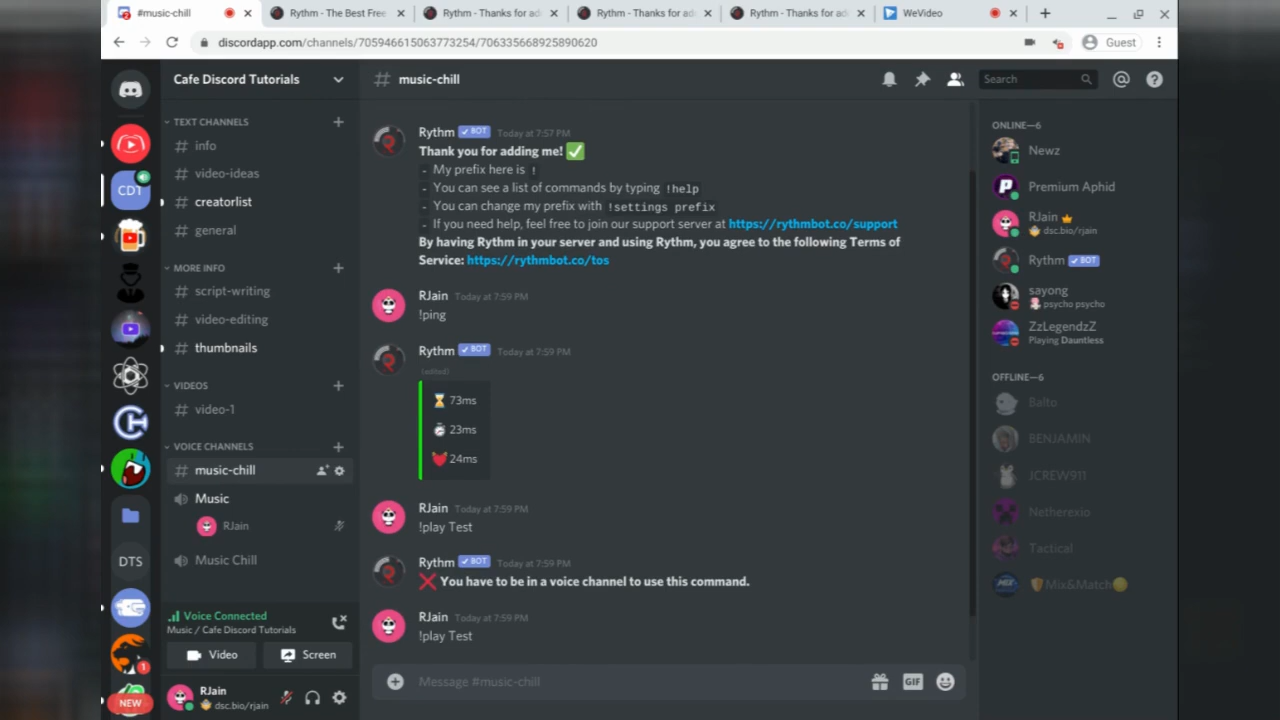 #music-chill
Rythm - The Best Free
Rythm - Thanks for ad
Rythm - Thanks for ad
Rythm - Thanks for ad
WeVideo
discordapp.com/channels/705946615063773254/706335668925890620
Guest
Cafe Discord Tutorials
# music-chill
Search
TEXT CHANNELS
# info
# video-ideas
# creatorlist
# general
MORE INFO
# script-writing
# video-editing
# thumbnails
VIDEOS
# video-1
VOICE CHANNELS
# music-chill
Music
RJain
Music Chill
CDT
DTS
1
NEW
Voice Connected
Music / Cafe Discord Tutorials
Video
Screen
RJain
dsc.bio/rjain
Rythm BOT Today at 7:57 PM
Thank you for adding me!
- My prefix here is !
- You can see a list of commands by typing !help
- You can change my prefix with !settings prefix
- If you need help, feel free to join our support server at https://rythmbot.co/support
By having Rythm in your server and using Rythm, you agree to the following Terms of
Service: https://rythmbot.co/tos
RJain Today at 7:59 PM
!ping
Rythm BOT Today at 7:59 PM
(edited)
73ms
23ms
24ms
RJain Today at 7:59 PM
!play Test
Rythm BOT Today at 7:59 PM
You have to be in a voice channel to use this command.
RJain Today at 7:59 PM
!play Test
Message #music-chill
GIF
ONLINE—6
Newz
Premium Aphid
RJain
dsc.bio/rjain
Rythm BOT
sayong
psycho psycho
ZzLegendzZ
Playing Dauntless
OFFLINE—6
Balto
BENJAMIN
JCREW911
Netherexio
Tactical
Mix&Match